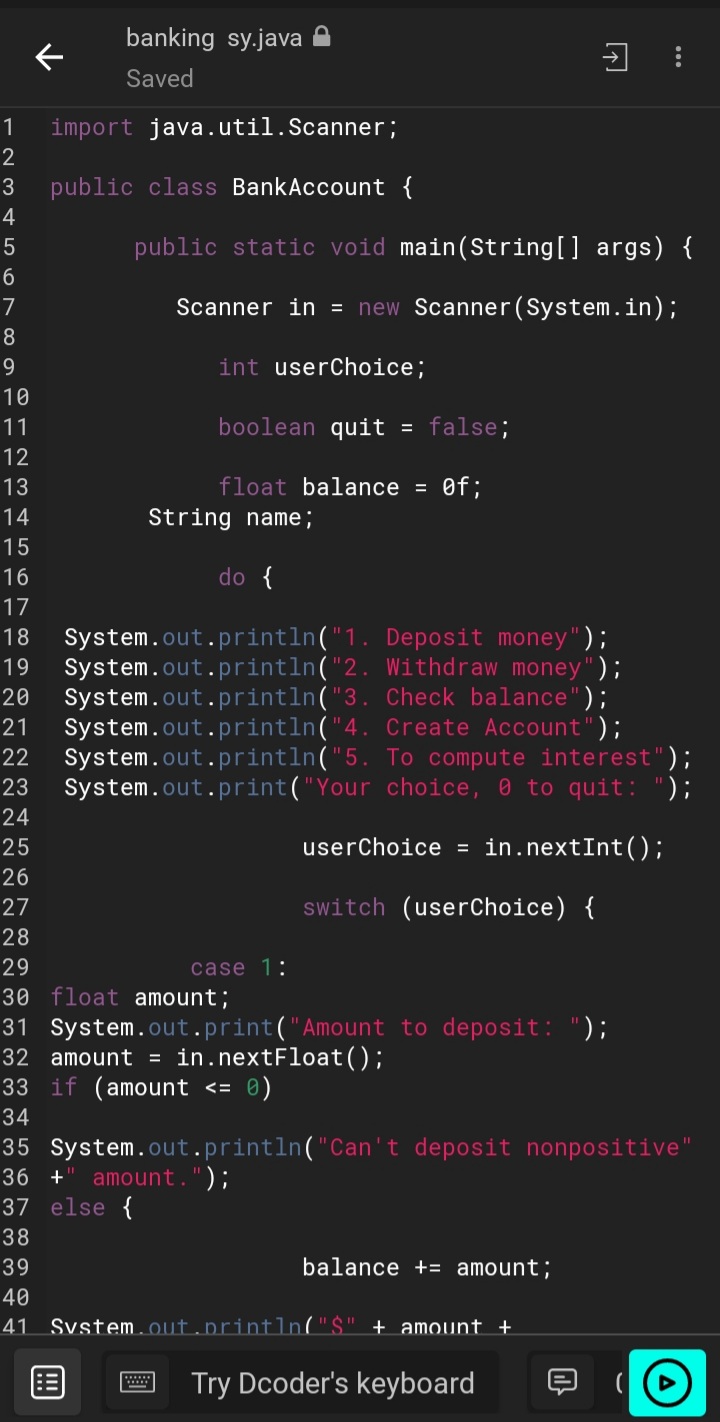 banking sy.java
Saved
1 import java.util.Scanner;
2
3 public class BankAccount {
4
5 public static void main(String[] args) {
6
7 Scanner in = new Scanner(System.in);
8
9 int userChoice;
10
11 boolean quit = false;
12
13 float balance = 0f;
14 String name;
15
16 do {
17
18 System.out.println("1. Deposit money");
19 System.out.println("2. Withdraw money");
20 System.out.println("3. Check balance");
21 System.out.println("4. Create Account");
22 System.out.println("5. To compute interest");
23 System.out.print("Your choice, 0 to quit: ");
24
25 userChoice = in.nextInt();
26
27 switch (userChoice) {
28
29 case 1:
30 float amount;
31 System.out.print("Amount to deposit: ");
32 amount = in.nextFloat();
33 if (amount <= 0)
34
35 System.out.println("Can't deposit nonpositive"
36 +" amount.");
37 else {
38
39 balance += amount;
40
41 System.out.println("$" + amount +
Try Dcoder's keyboard